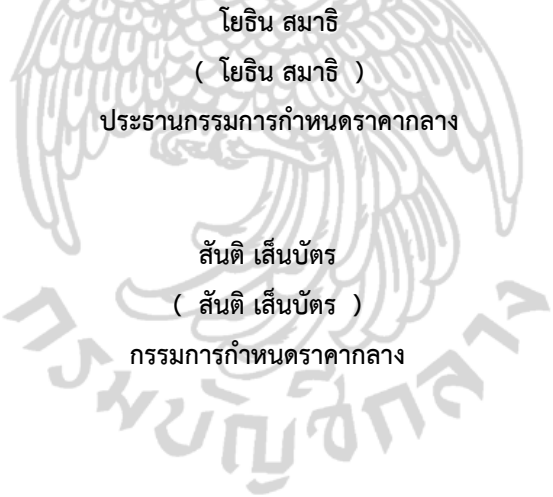 โยธิน สมาธิ
( โยธิน สมาธิ )
ประธานกรรมการกำหนดราคากลาง
สันติ เส็นบัตร
( สันติ เส็นบัตร )
กรรมการกำหนดราคากลาง
กรมบัญชีกลาง